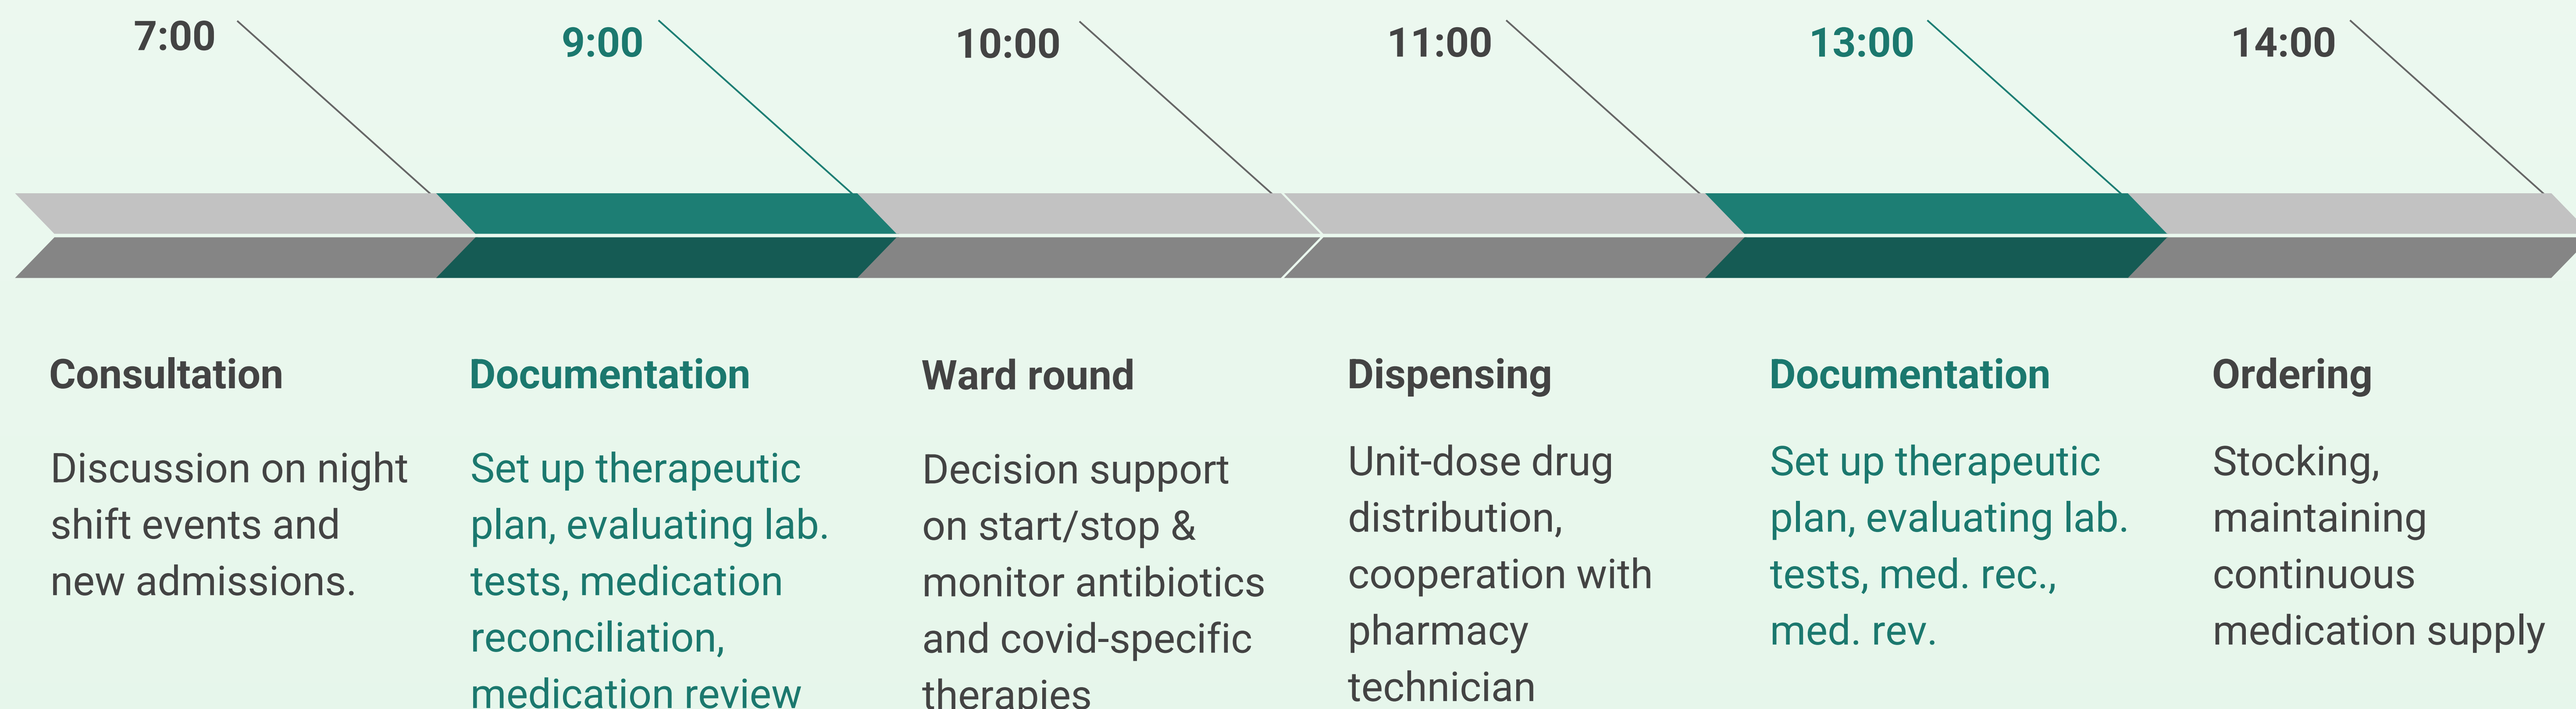 7:00
9:00
10:00
11:00
13:00
14:00
Consultation
Discussion on night
shift events and
new admissions.
Documentation
Set up therapeutic
plan, evaluating lab.
tests, medication
reconciliation,
medication review
Ward round
Decision support
on start/stop &
monitor antibiotics
and covid-specific
therapies
Dispensing
Unit-dose drug
distribution,
cooperation with
pharmacy
technician
Documentation
Set up therapeutic
plan, evaluating lab.
tests, med. rec.,
med. rev.
Ordering
Stocking,
maintaining
continuous
medication supply